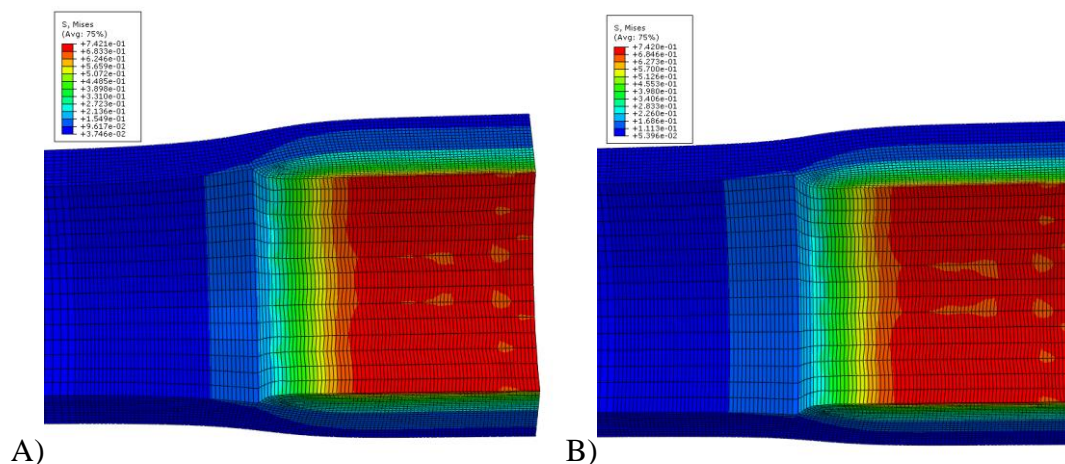 S, Mises
(Avg: 75%)
+7.421e-01
+6.833e-01
+6.246e-01
+5.659e-01
+5.072e-01
+4.485e-01
+3.898e-01
+3.310e-01
+2.723e-01
+2.136e-01
+1.549e-01
+9.617e-02
+3.746e-02
A)
S, Mises
(Avg: 75%)
+7.420e-01
+6.846e-01
+6.273e-01
+5.700e-01
+5.126e-01
+4.553e-01
+3.980e-01
+3.406e-01
+2.833e-01
+2.260e-01
+1.686e-01
+1.113e-01
+5.396e-02
B)